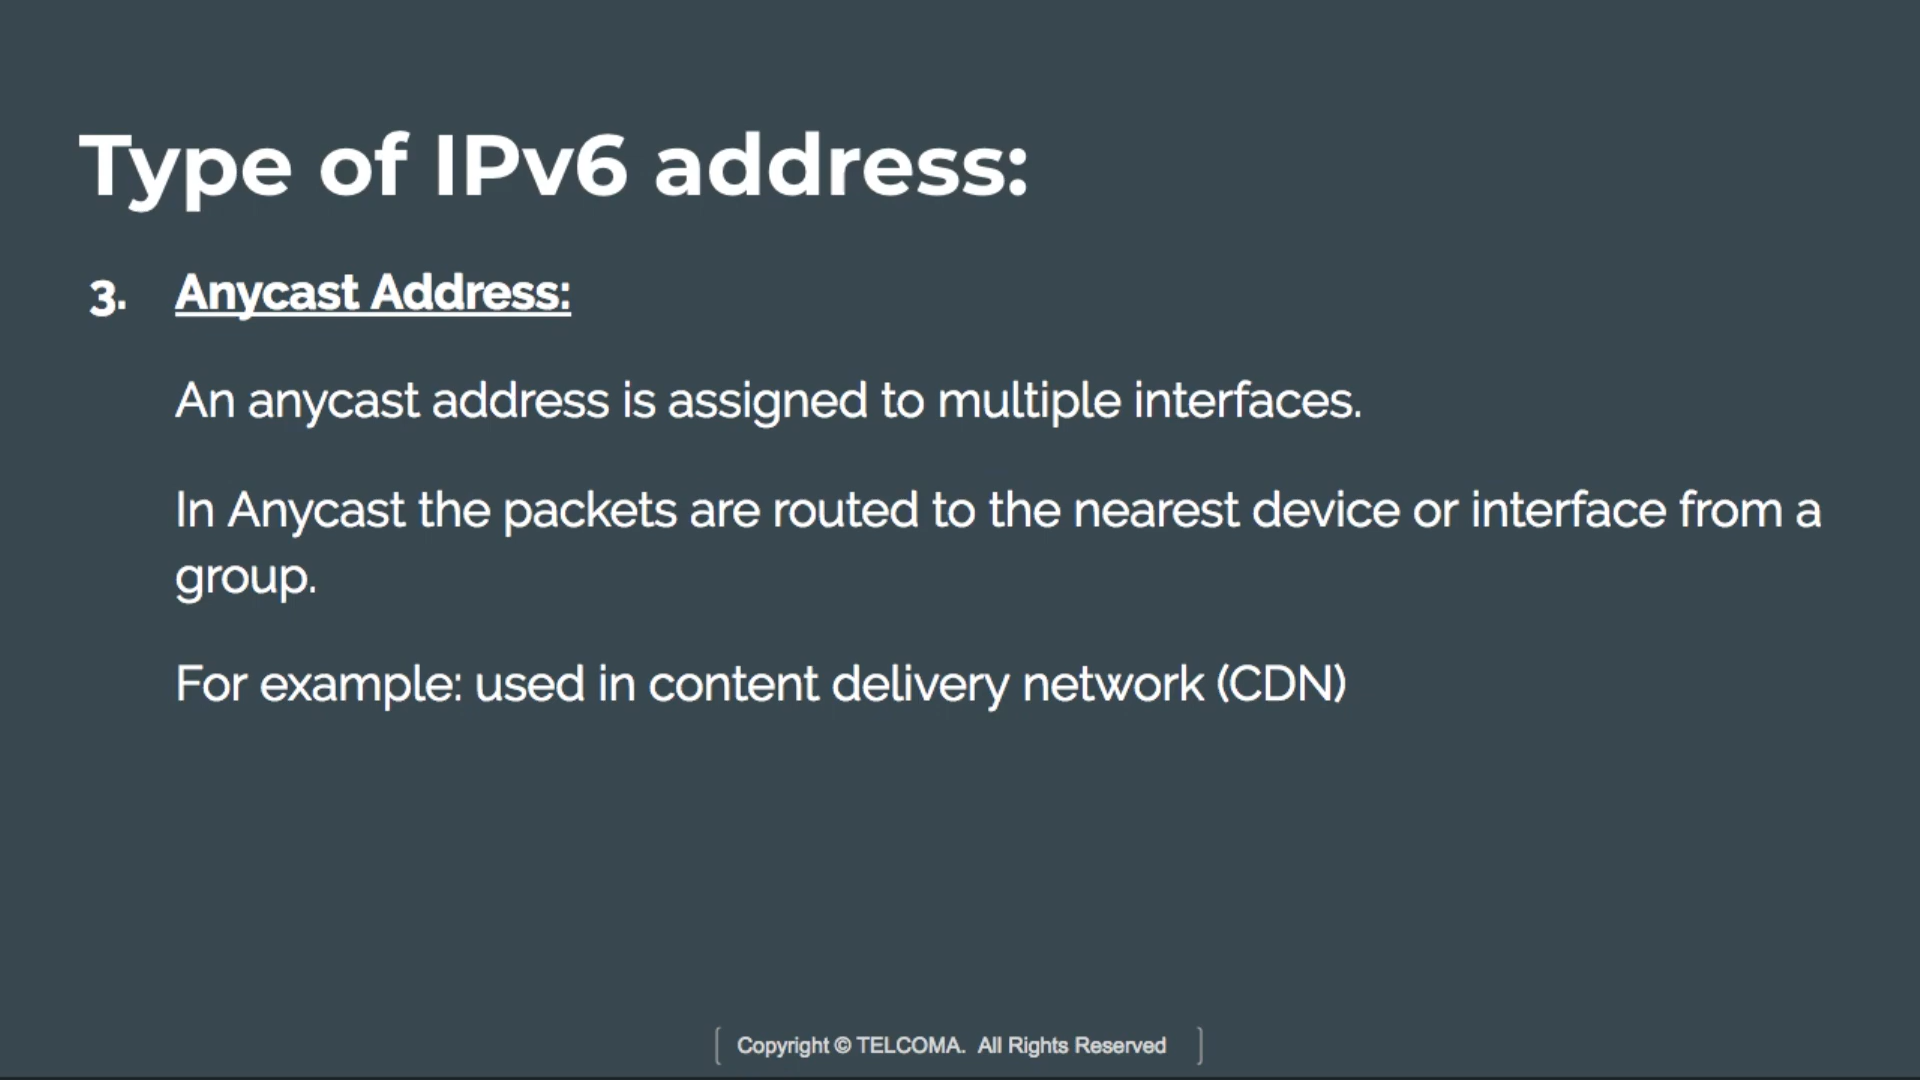 Type of IPv6 address:
3. Anycast Address:
An anycast address is assigned to multiple interfaces.
In Anycast the packets are routed to the nearest device or interface from a
group.
For example: used in content delivery network (CDN)
Copyright © TELCOMA. All Rights Reserved